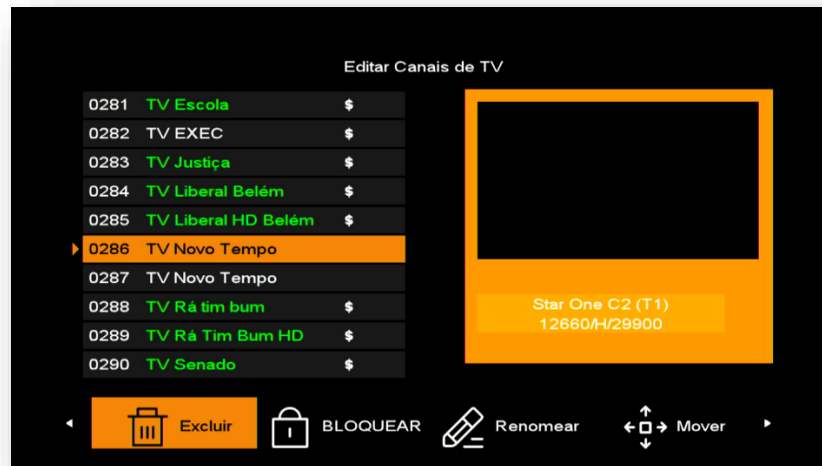 Editar Canais de TV
0281 TV Escola $
0282 TV EXEC $
0283 TV Justiça $
0284 TV Liberal Belém $
0285 TV Liberal HD Belém $
0286 TV Novo Tempo
0287 TV Novo Tempo
0288 TV Rá tim bum $
0289 TV Rá Tim Bum HD $
0290 TV Senado $
Star One C2 (T1)
12660/H/29900
Excluir BLOQUEAR Renomear Mover